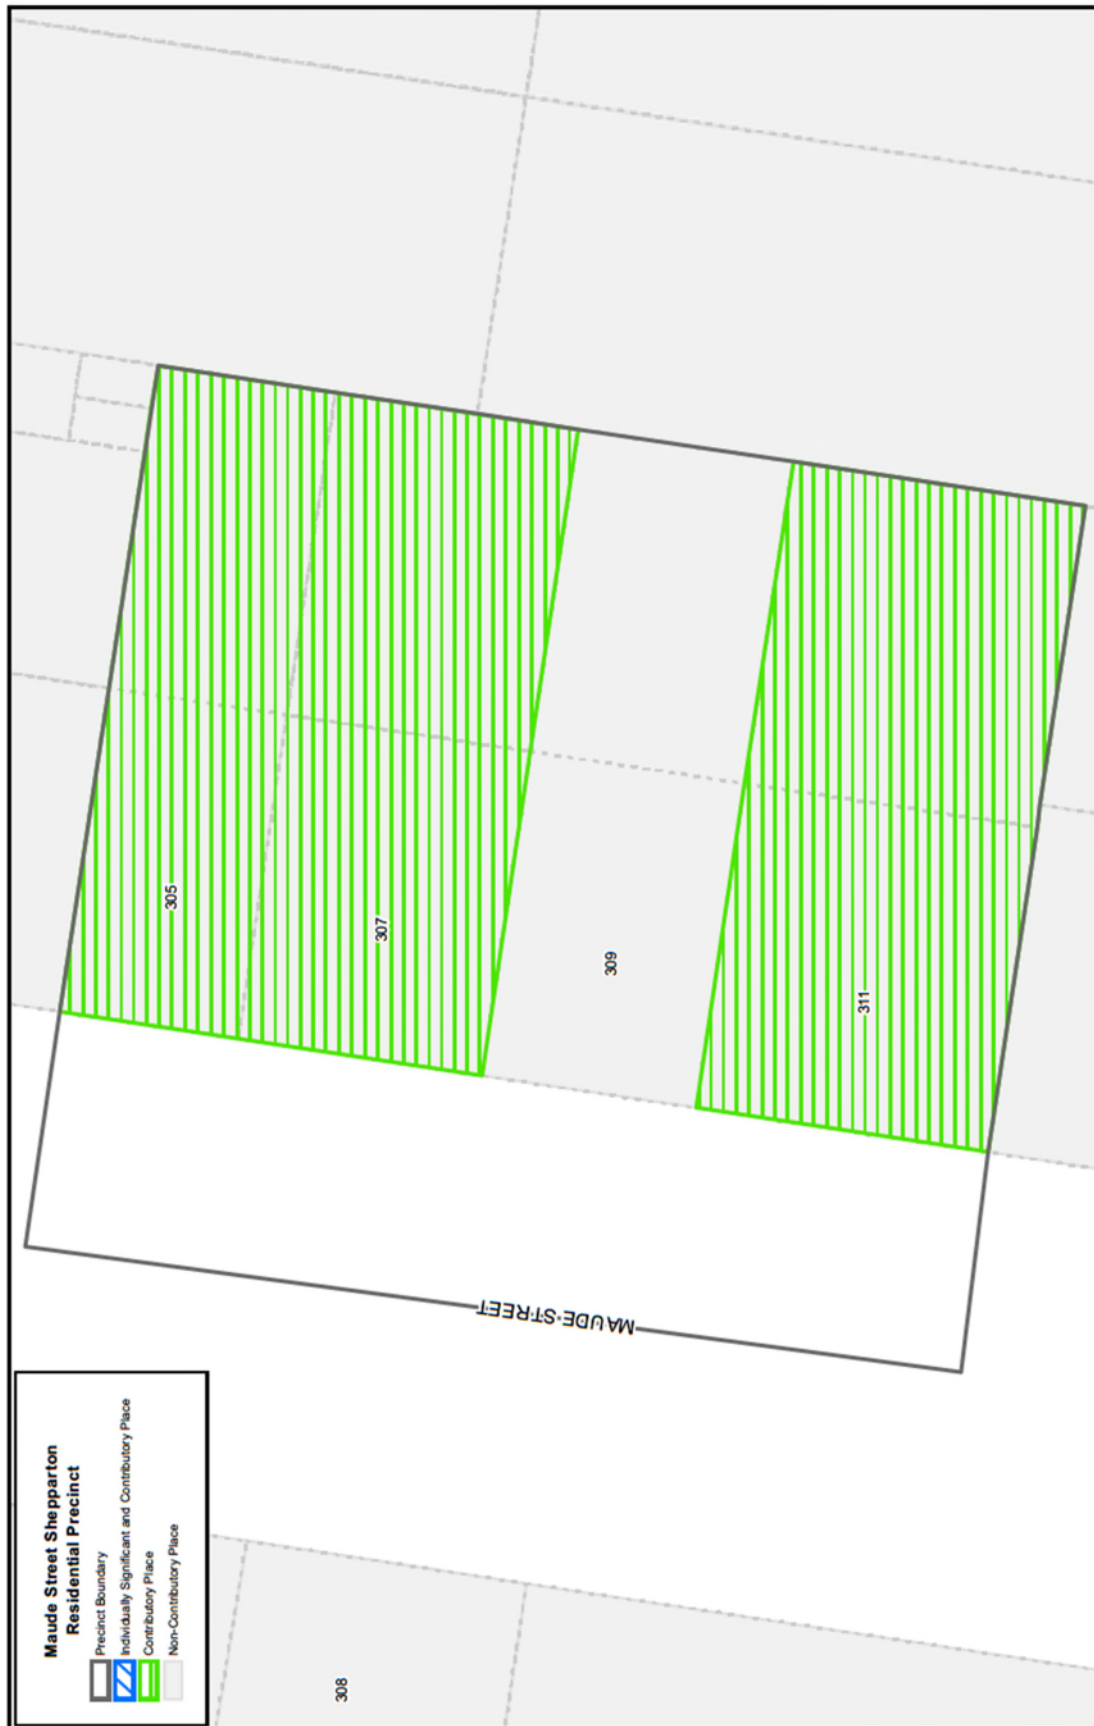 Maude Street Shepparton
Residential Precinct
Precinct Boundary
Individually Significant and Contributory Place
Contributory Place
Non-Contributory Place
305
307
309
311
MAUDE STREET
308